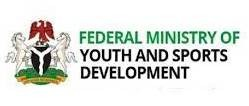 FEDERAL MINISTRY OF
YOUTH AND SPORTS
DEVELOPMENT